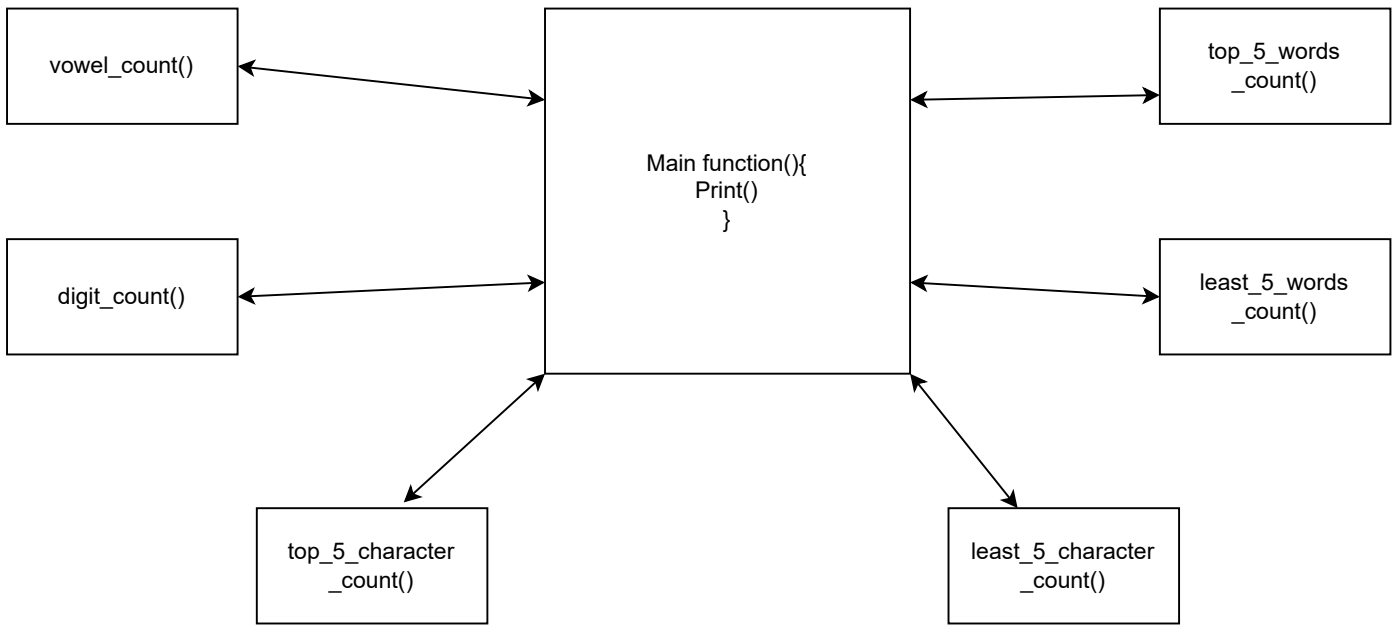 vowel_count()
Main function(){
Print()
}
top_5_words
_count()
digit_count()
least_5_words
_count()
top_5_character
_count()
least_5_character
_count()